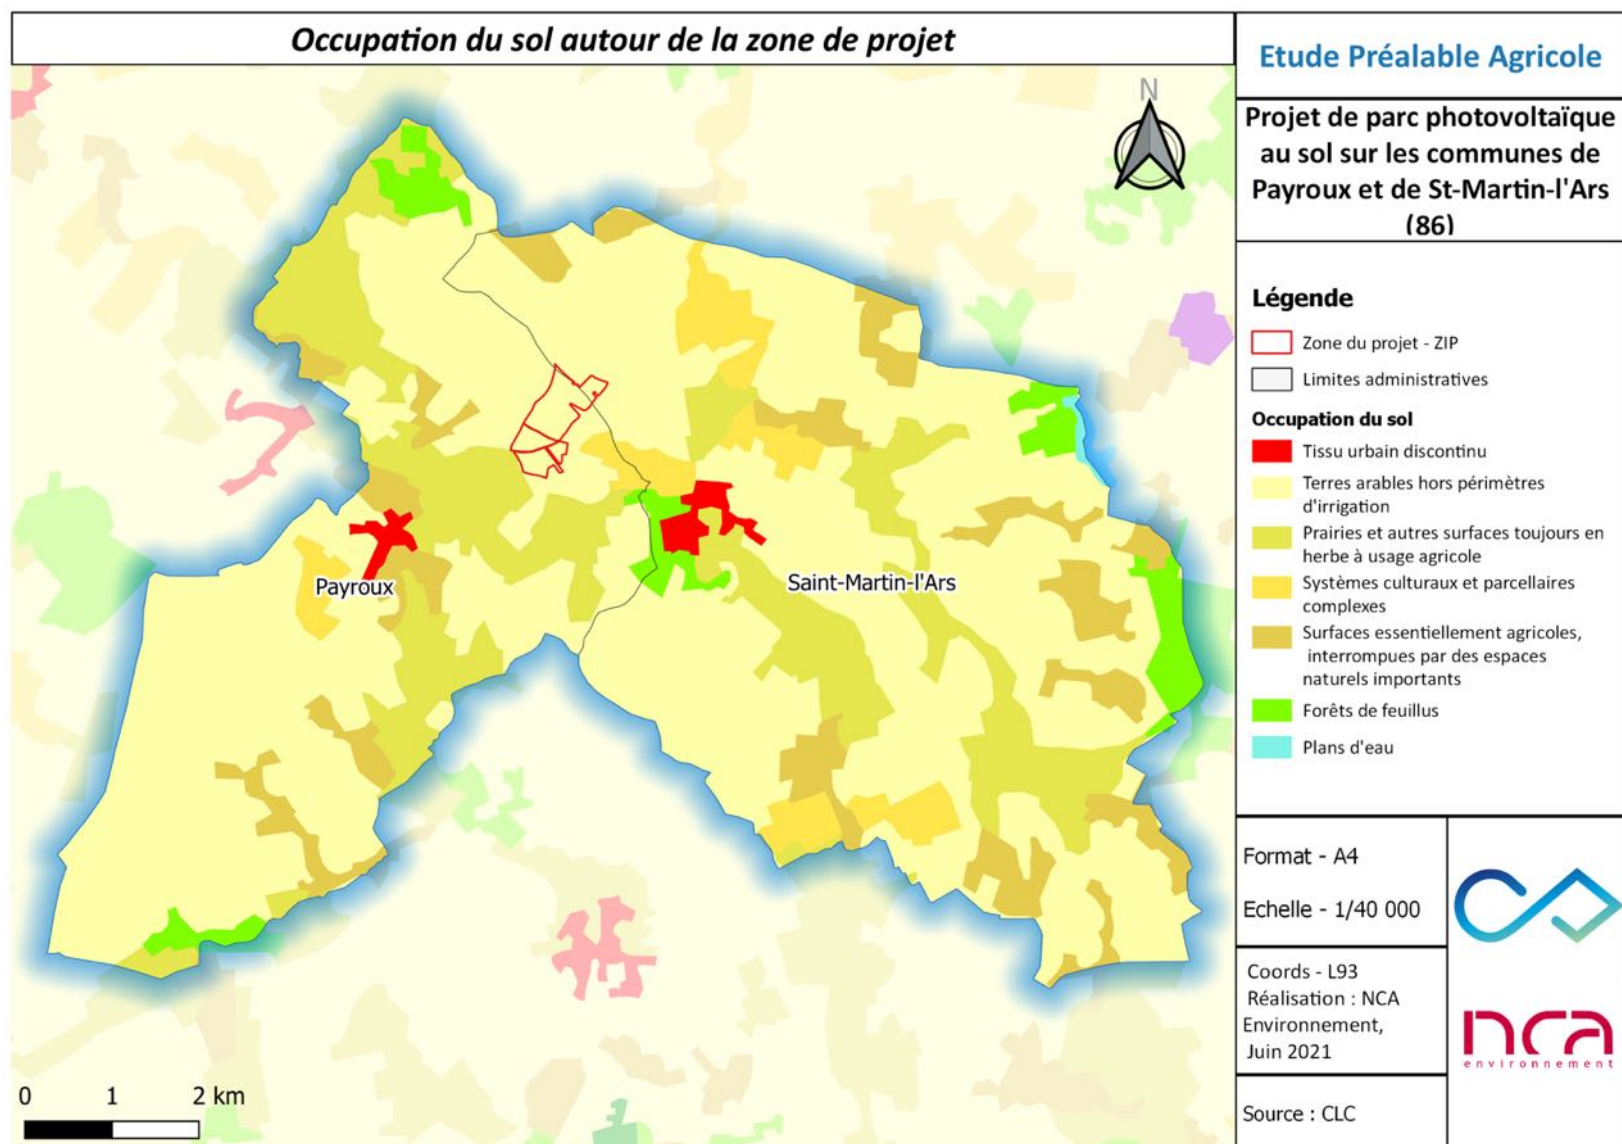 Occupation du sol autour de la zone de projet
N
Payroux
Saint-Martin-l'Ars
0 1 2 km
Etude Préalable Agricole
Projet de parc photovoltaïque
au sol sur les communes de
Payroux et de St-Martin-l'Ars
(86)
Légende
Zone du projet - ZIP
Limites administratives
Occupation du sol
Tissu urbain discontinu
Terres arables hors périmètres
d'irrigation
Prairies et autres surfaces toujours en
herbe à usage agricole
Systèmes culturaux et parcellaires
complexes
Surfaces essentiellement agricoles,
interrompues par des espaces
naturels importants
Forêts de feuillus
Plans d'eau
Format - A4
Echelle - 1/40 000
Coords - L93
Réalisation : NCA
Environnement,
Juin 2021
Source : CLC
nca
environnement